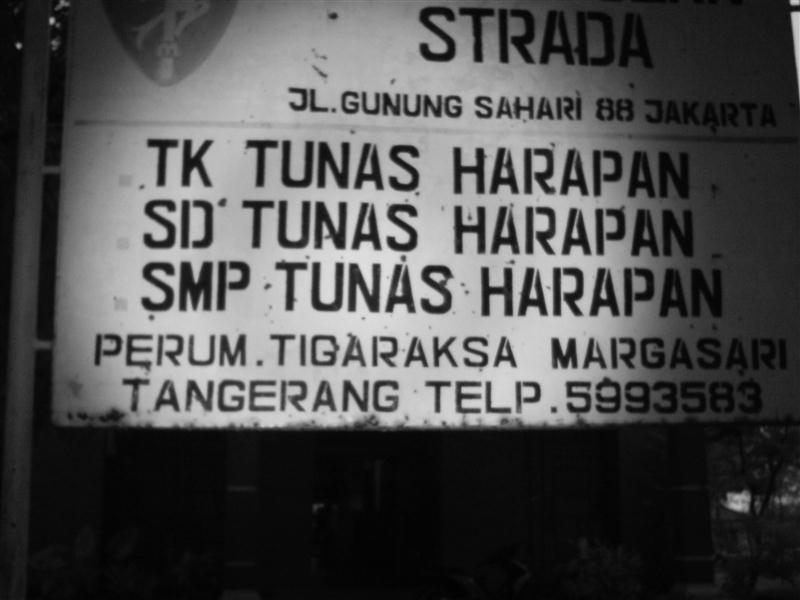 STRADA
JL.GUNUNG SAHARI 88 JAKARTA
TK TUNAS HARAPAN
SD TUNAS HARAPAN
SMP TUNAS HARAPAN
PERUM.TIGARAKSA MARGASARI
TANGERANG TELP.5993583